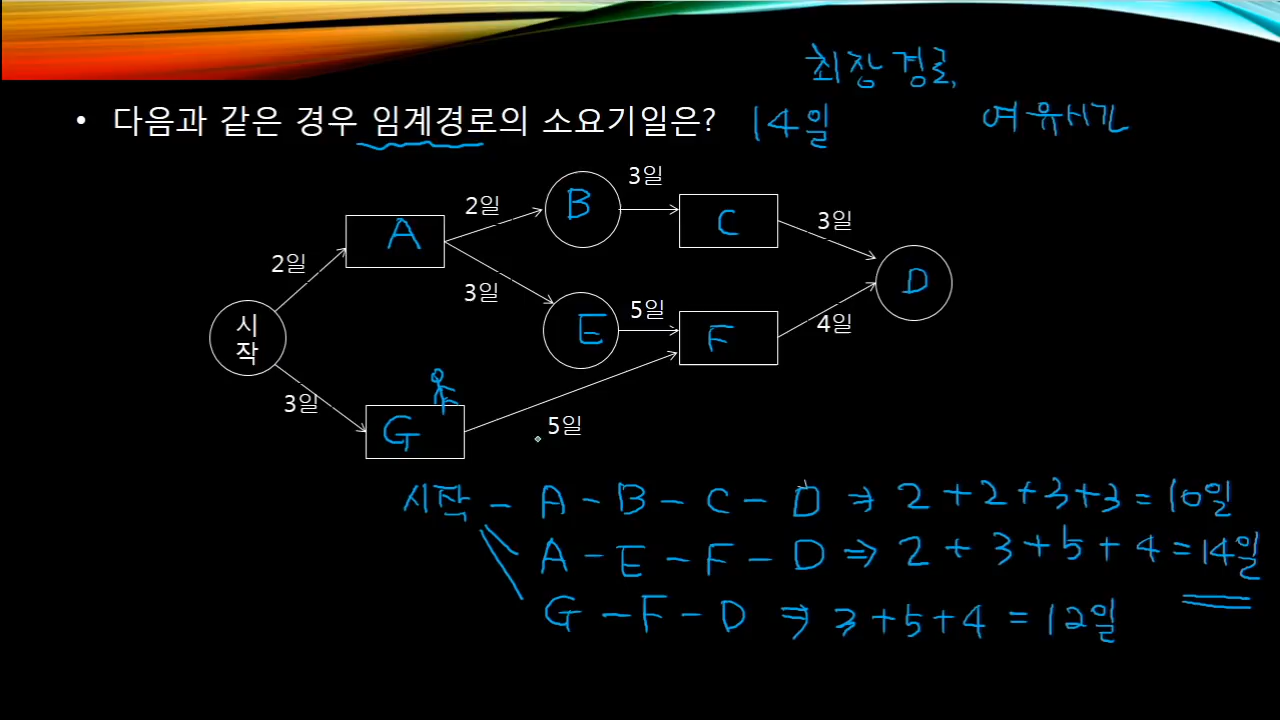 최장경로,
• 다음과 같은 경우 임계경로의 소요기일은? 14일 여유시간
3일
2일 B
A C 3일
2일
D
3일 5일
E F 4일
시
작
3일
G 5일
시작 - A - B - C - D ⇒ 2+2+3+3=10일
A - E - F - D ⇒ 2+3+5+4=14일
G - F - D ⇒ 3+5+4=12일